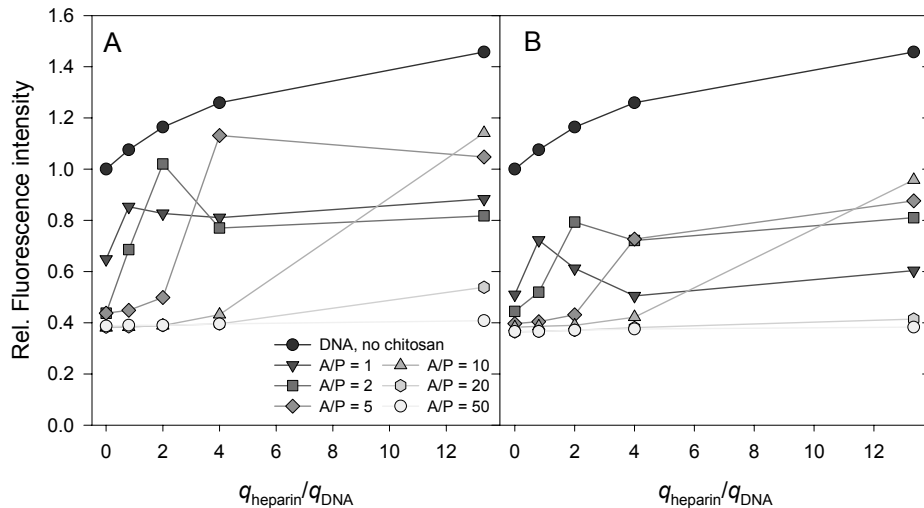 1.6
1.4
1.2
1.0
0.8
0.6
0.4
0.2
0.0
Rel. Fluorescence intensity
A
B
DNA, no chitosan
A/P = 1
A/P = 10
A/P = 2
A/P = 20
A/P = 5
A/P = 50
0 2 4 6 8 10 12
0 2 4 6 8 10 12
qheparin/qDNA
qheparin/qDNA